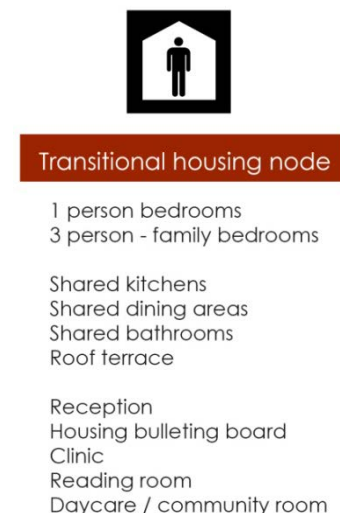 Transitional housing node
1 person bedrooms
3 person - family bedrooms
Shared kitchens
Shared dining areas
Shared bathrooms
Roof terrace
Reception
Housing bulleting board
Clinic
Reading room
Daycare / community room